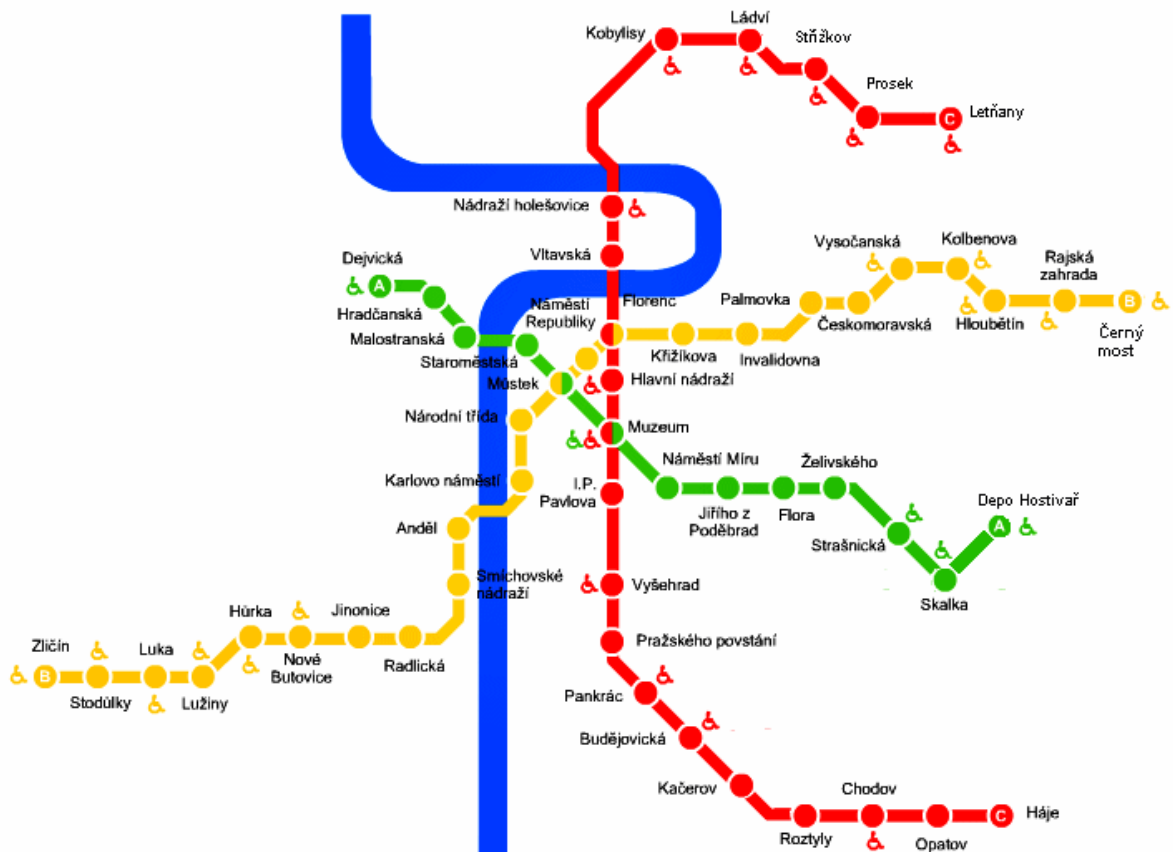 Kobylisy
Ládví
Střížkov
Prosek
C
Letňany
Nádraží holešovice
Vltavská
Dejvická
A
Hradčanská
Malostranská
Staroměstská
Náměstí
Republiky
Florenc
Palmovka
Vysočanská
Kolbenova
Rajská
zahrada
B
Černý
most
Českomoravská
Hloubětín
Křižíkova
Invalidovna
Můstek
Hlavní nádraží
Národní třída
Muzeum
Karlovo náměstí
I.P.
Pavlova
Náměstí Míru
Želivského
Jiřího z
Poděbrad
Flora
Strašnická
Depo Hostivař
A
Skalka
Anděl
Smíchovské
nádraží
Vyšehrad
Hůrka
Jinonice
Zličín
B
Luka
Nové
Butovice
Radlická
Stodůlky
Lužiny
Pražského povstání
Pankrác
Budějovická
Kačerov
Chodov
C
Háje
Roztyly
Opatov